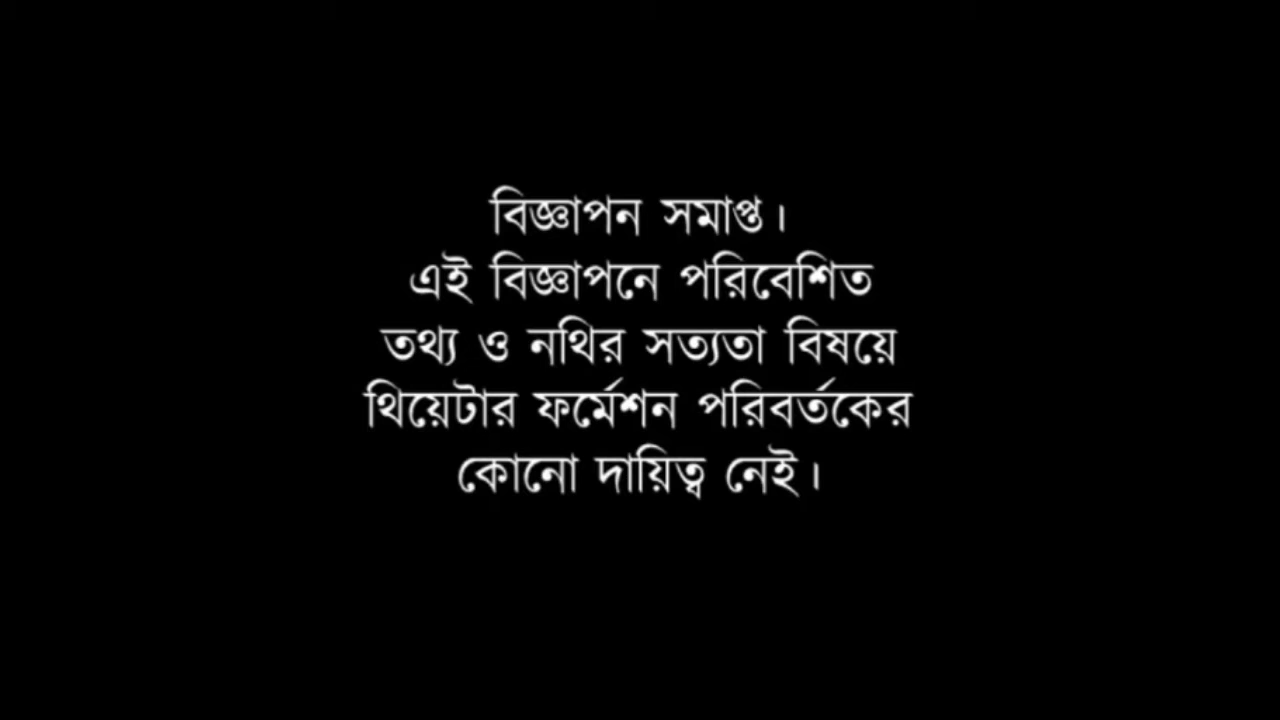 বিজ্ঞাপন সমাপ্ত।
এই বিজ্ঞাপনে পরিবেশিত
তথ্য ও নথির সত্যতা বিষয়ে
থিয়েটার ফর্মেশন পরিবর্তকের
কোনো দায়িত্ব নেই।